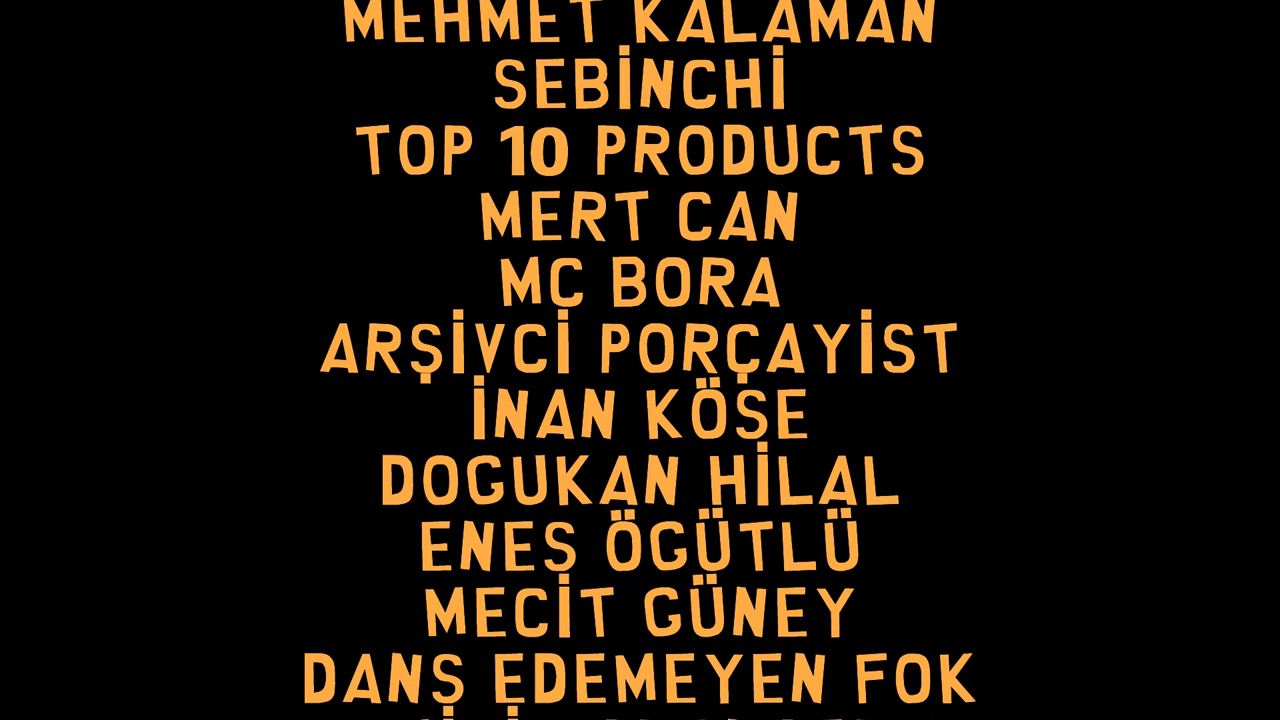 MEHMET KALAMAN
SEBİNCHİ
TOP 10 PRODUCTS
MERT CAN
MC BORA
ARŞİVCİ PORÇAYİST
İNAN KÖSE
DOGUKAN HİLAL
ENES ÖGÜTLÜ
MECİT GÜNEY
DANS EDEMEYEN FOK